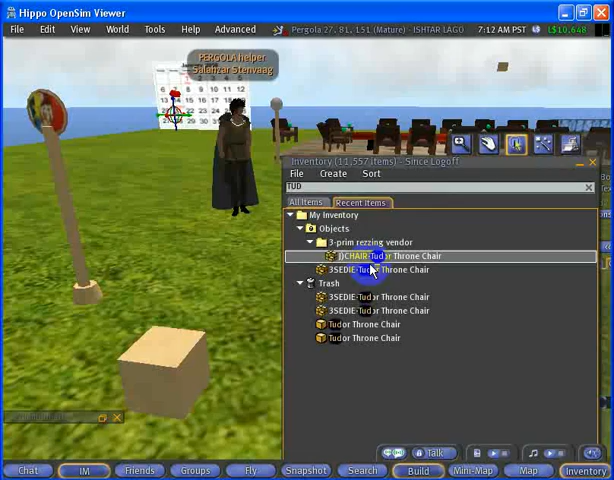 Hippo OpenSim Viewer
File Edit View World Tools Help Advanced Pergola 27, 81, 151 (Mature) - ISHTAR LAGO 7:12 AM PST L$10,648
PERGOLA helper
Salahzar Stenvaag
Inventory (11,557 items) - Since Logoff
File Create Sort
TUD
All Items Recent Items
My Inventory
Objects
3-prim rezzing vendor
))CHAIR-Tudor Throne Chair
3SEDIE-Tudor Throne Chair
Trash
3SEDIE-Tudor Throne Chair
3SEDIE-Tudor Throne Chair
Tudor Throne Chair
Tudor Throne Chair
Talk
Chat IM Friends Groups Fly Snapshot Search Build Mini-Map Map Inventory